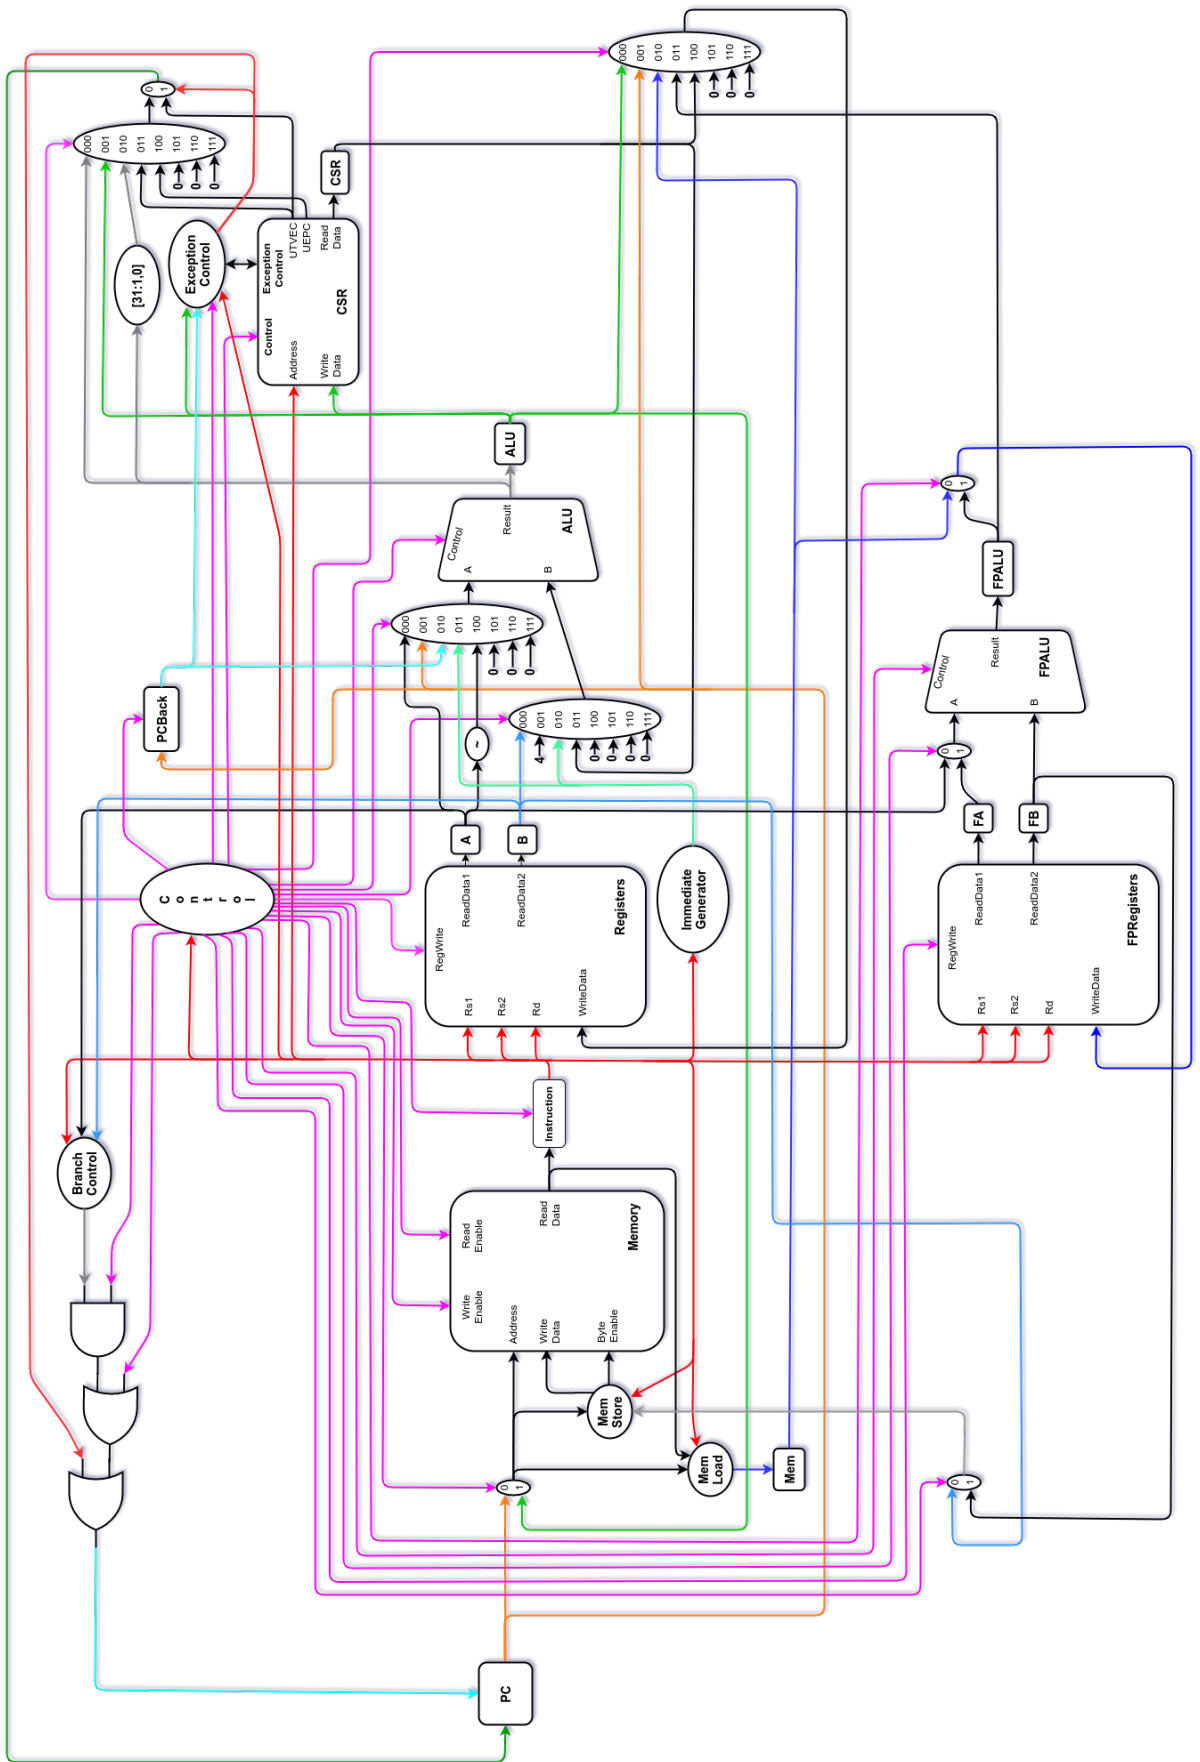 PC
0
1
Mem
Store
Mem
Load
Mem
0
1
Write
Enable
Read
Enable
Address
Write
Data
Byte
Enable
Read
Data
Memory
Branch
Control
Instruction
Control
RegWrite
Rs1
Rs2
Rd
WriteData
ReadData1
ReadData2
Registers
Immediate
Generator
RegWrite
Rs1
Rs2
Rd
WriteData
ReadData1
ReadData2
FPRegisters
A
B
FA
FB
PCBack
~
4
0
0
0
0
000
001
010
011
100
101
110
111
0
0
0
000
001
010
011
100
101
110
111
0
1
Control
A
B
Result
ALU
Control
A
B
Result
FPALU
ALU
FPALU
0
1
[31:1,0]
Exception
Control
Control
Exception
Control
Address
Write
Data
UTVEC
UEPC
Read
Data
CSR
CSR
0
0
0
000
001
010
011
100
101
110
111
0
1
0
0
0
000
001
010
011
100
101
110
111